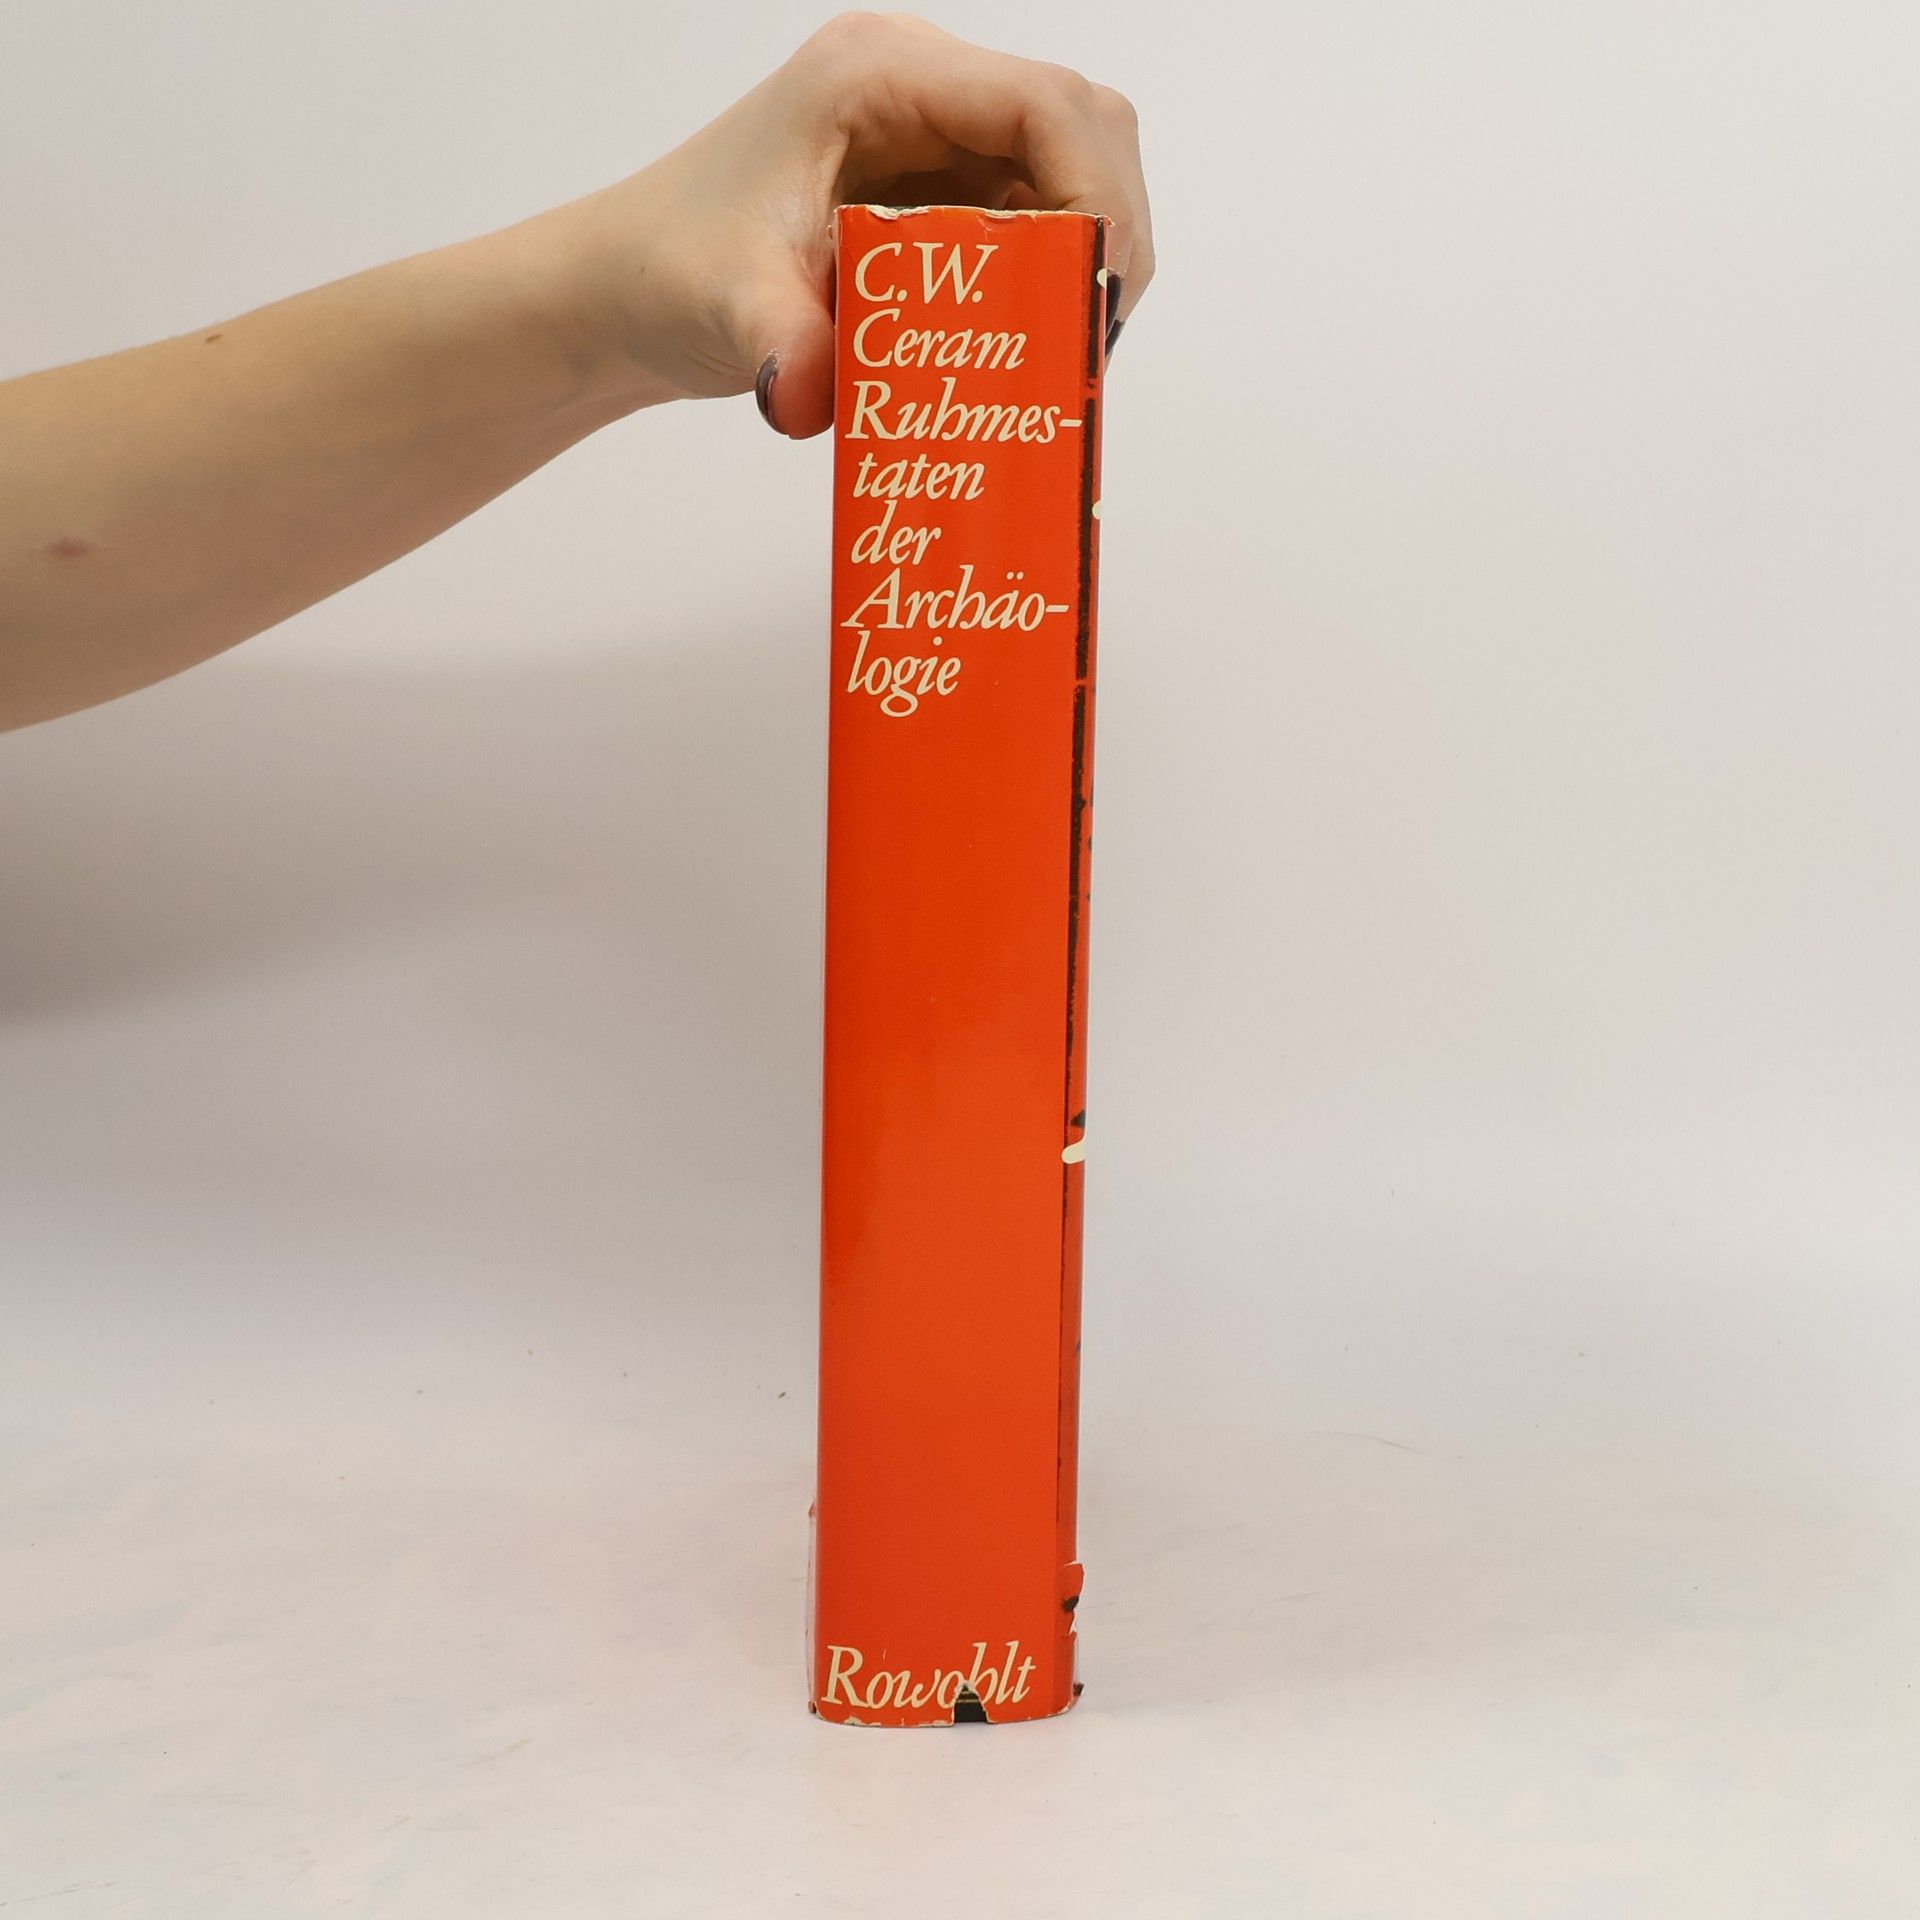 C.W.
Ceram
Ruhmes-
taten
der
Archäo-
logie
Rowohlt